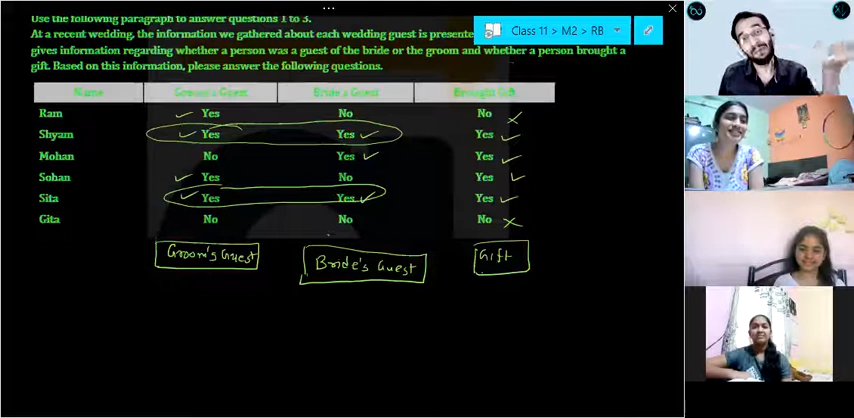 Use the following paragraph to answer questions 1 to 3.
At a recent wedding, the information we gathered about each wedding guest is presente
gives information regarding whether a person was a guest of the bride or the groom and whether a person brought a
gift. Based on this information, please answer the following questions.
Class 11 > M2 > RB
Name Groom's Guest Bride's Guest Brought Gift
Ram Yes No No
Shyam Yes Yes Yes
Mohan No Yes Yes
Sohan Yes No Yes
Sita Yes Yes Yes
Gita No No No
Groom's Guest Bride's Guest Gift